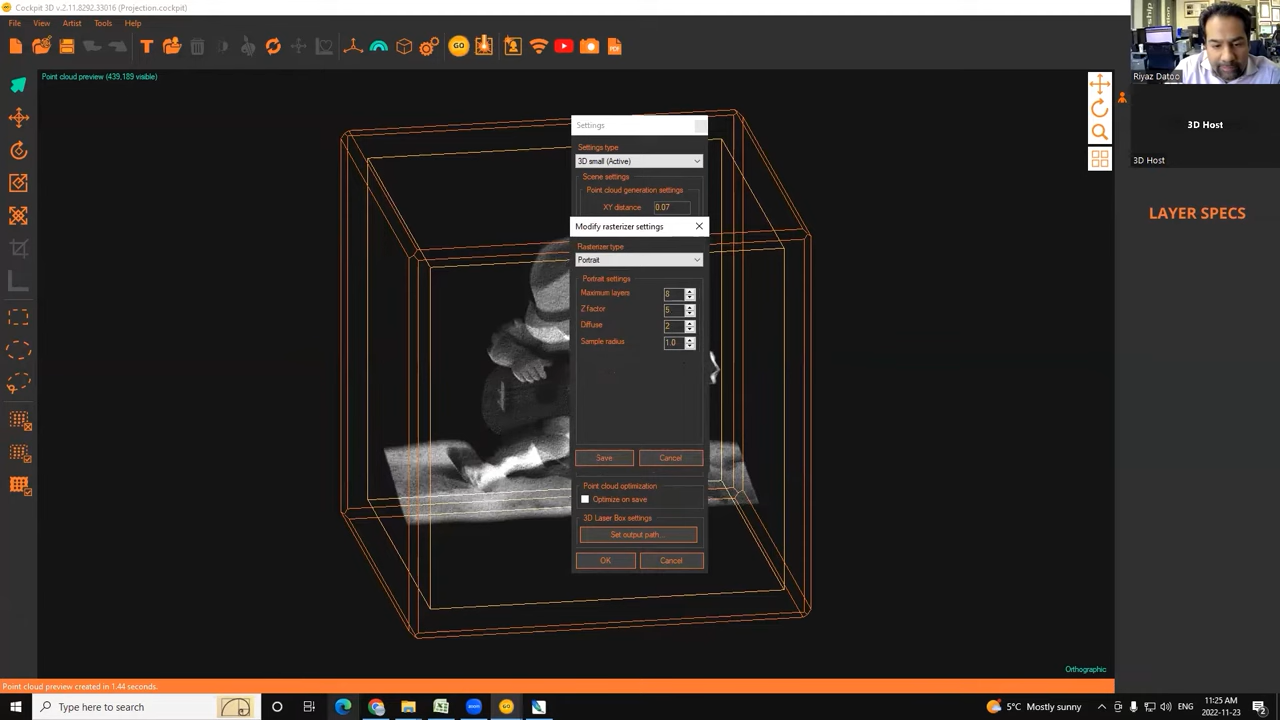 Cockpit 3D v.2.11.8292.33016 (Projection.cockpit)
File View Artist Tools Help
GO
PDF
Point cloud preview (439,189 visible)
Riyaz Datoo
3D Host
3D Host
LAYER SPECS
Settings
Settings type
3D small (Active)
Scene settings
Point cloud generation settings
XY distance 0.07
Modify rasterizer settings
Rasterizer type
Portrait
Portrait settings
Maximum layers 8
Z factor 5
Diffuse 2
Sample radius 1.0
Save Cancel
Point cloud optimization
Optimize on save
3D Laser Box settings
Set output path...
OK Cancel
Orthographic
Point cloud preview created in 1.44 seconds.
Type here to search
GO
5°C Mostly sunny
ENG
11:25 AM
2022-11-23
2